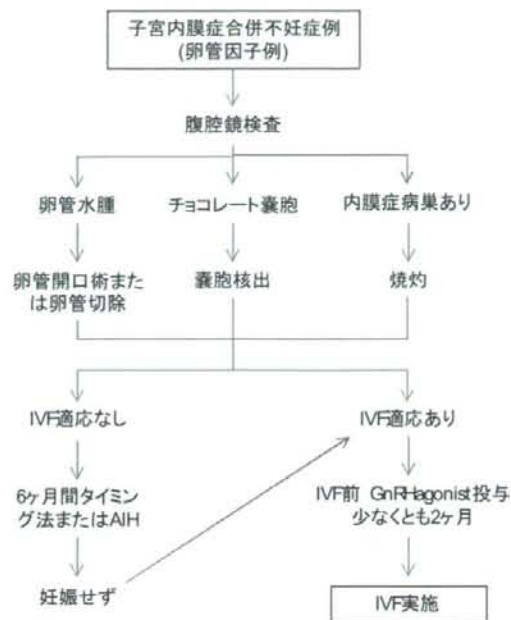 子宮内膜症合併不妊症例
(卵管因子例)
腹腔鏡検査
卵管水腫
チョコレート嚢胞
内膜症病巣あり
卵管開口術また
は卵管切除
嚢胞核出
焼灼
IVF適応なし
IVF適応あり
6ヶ月間タイミン
グ法またはAIH
IVF前 GnRHagonist投与
少なくとも2ヶ月
妊娠せず
IVF実施